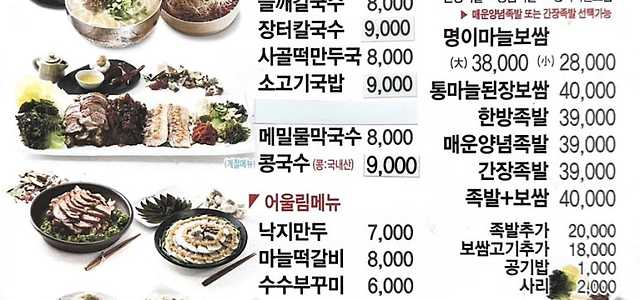 들깨칼국수 8,000
장터칼국수 9,000
사골떡만두국 8,000
소고기국밥 9,000
메밀물막국수 8,000
(계절메뉴)
콩국수 (콩:국내산) 9,000
어울림메뉴
낙지만두 7,000
마늘떡갈비 8,000
수수부꾸미 6,000
▶ 매운양념족발 또는 간장족발 선택가능
명이마늘보쌈
(大) 38,000 (小) 28,000
통마늘된장보쌈 40,000
한방족발 39,000
매운양념족발 39,000
간장족발 39,000
족발+보쌈 40,000
족발추가 20,000
보쌈고기추가 18,000
공기밥 1,000
사리 2,000